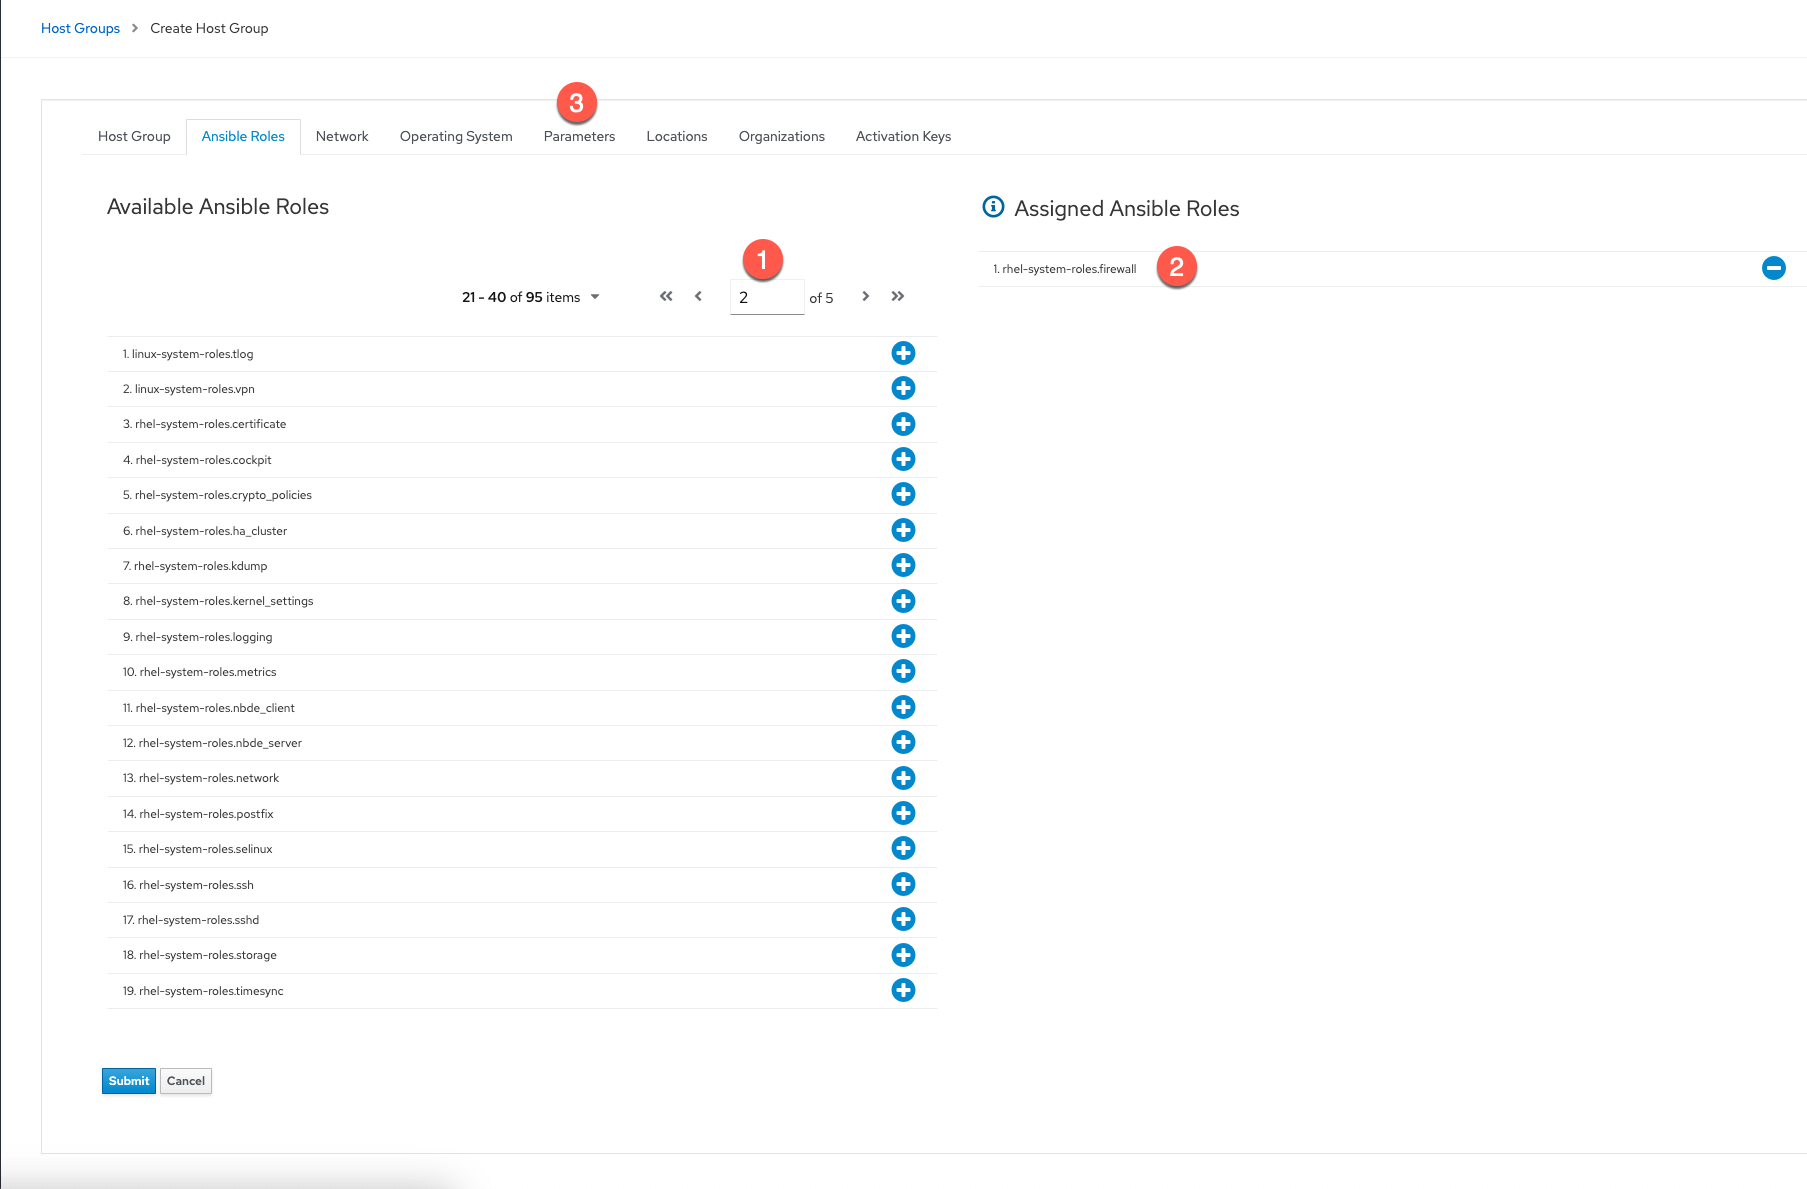 Host Groups > Create Host Group
3
Host Group Ansible Roles Network Operating System Parameters Locations Organizations Activation Keys
Available Ansible Roles
1
21 - 40 of 95 items « ‹ 2 of 5 › »
1. linux-system-roles.tlog
2. linux-system-roles.vpn
3. rhel-system-roles.certificate
4. rhel-system-roles.cockpit
5. rhel-system-roles.crypto_policies
6. rhel-system-roles.ha_cluster
7. rhel-system-roles.kdump
8. rhel-system-roles.kernel_settings
9. rhel-system-roles.logging
10. rhel-system-roles.metrics
11. rhel-system-roles.nbde_client
12. rhel-system-roles.nbde_server
13. rhel-system-roles.network
14. rhel-system-roles.postfix
15. rhel-system-roles.selinux
16. rhel-system-roles.ssh
17. rhel-system-roles.sshd
18. rhel-system-roles.storage
19. rhel-system-roles.timesync
Assigned Ansible Roles
1. rhel-system-roles.firewall 2
Submit Cancel